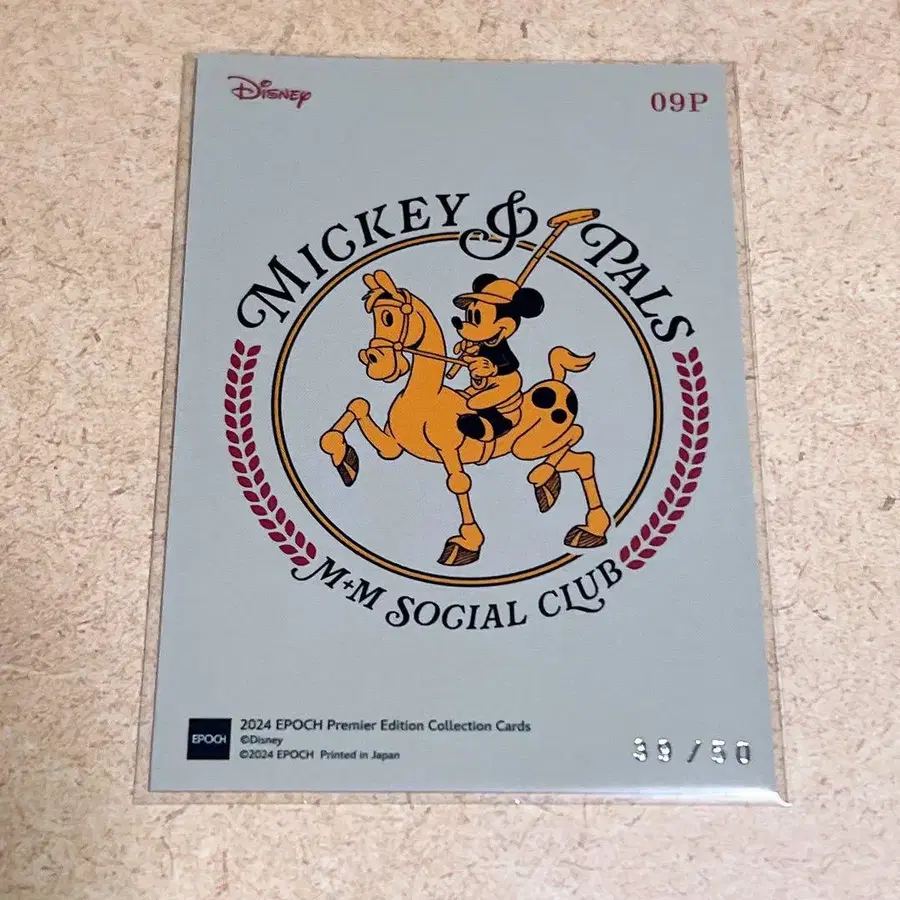 Disney
09P
MICKEY & PALS
M+M SOCIAL CLUB
EPOCH
2024 EPOCH Premier Edition Collection Cards
©Disney
©2024 EPOCH Printed in Japan
39/50